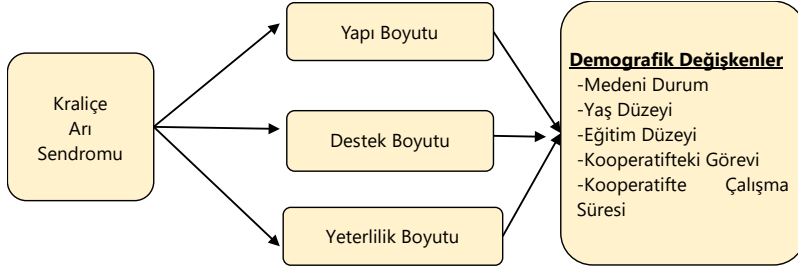 Kraliçe
Arı
Sendromu
Yapı Boyutu
Destek Boyutu
Yeterlilik Boyutu
Demografik Değişkenler
-Medeni Durum
-Yaş Düzeyi
-Eğitim Düzeyi
-Kooperatifteki Görevi
-Kooperatifte Çalışma
Süresi